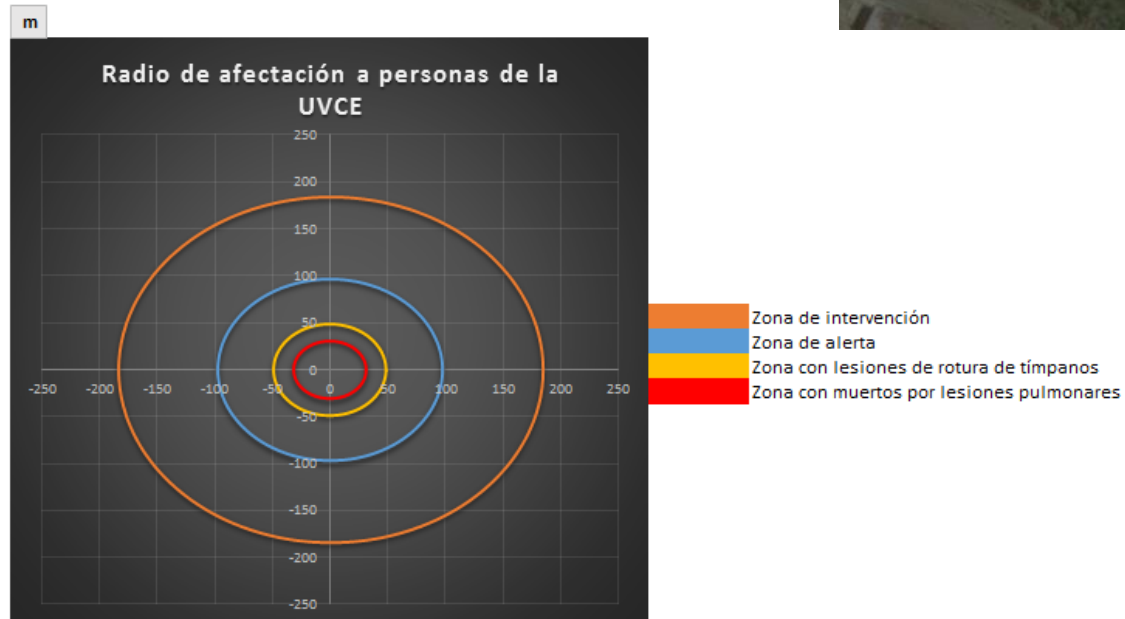 m
Radio de afectación a personas de la
UVCE
250
200
150
100
50
0
-250 -200 -150 -100 -50 0 50 100 150 200 250
-50
-100
-150
-200
-250
Zona de intervención
Zona de alerta
Zona con lesiones de rotura de tímpanos
Zona con muertos por lesiones pulmonares